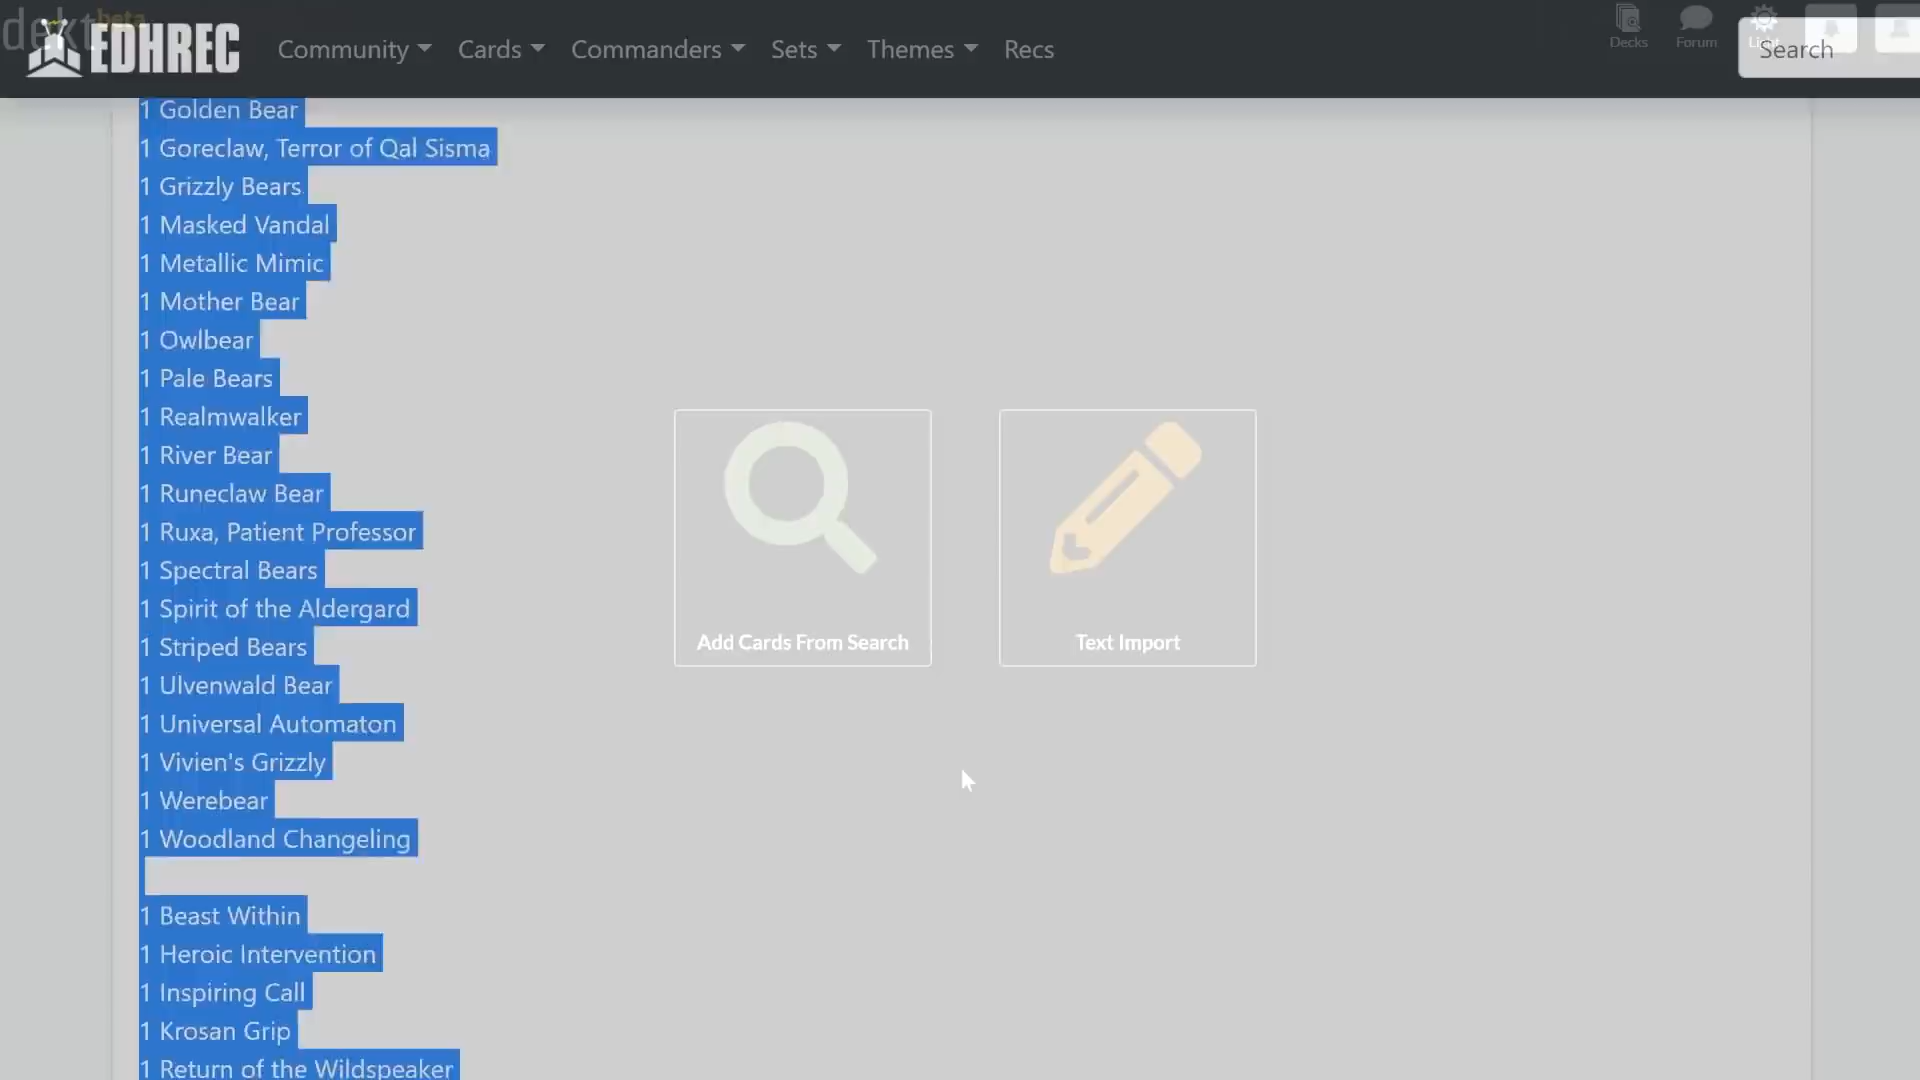 beta
EDHREC
Community
Cards
Commanders
Sets
Themes
Recs
Decks
Forum
Light
Search
1 Golden Bear
1 Goreclaw, Terror of Qal Sisma
1 Grizzly Bears
1 Masked Vandal
1 Metallic Mimic
1 Mother Bear
1 Owlbear
1 Pale Bears
1 Realmwalker
1 River Bear
1 Runeclaw Bear
1 Ruxa, Patient Professor
1 Spectral Bears
1 Spirit of the Aldergard
1 Striped Bears
1 Ulvenwald Bear
1 Universal Automaton
1 Vivien's Grizzly
1 Werebear
1 Woodland Changeling
1 Beast Within
1 Heroic Intervention
1 Inspiring Call
1 Krosan Grip
1 Return of the Wildspeaker
Add Cards From Search
Text Import